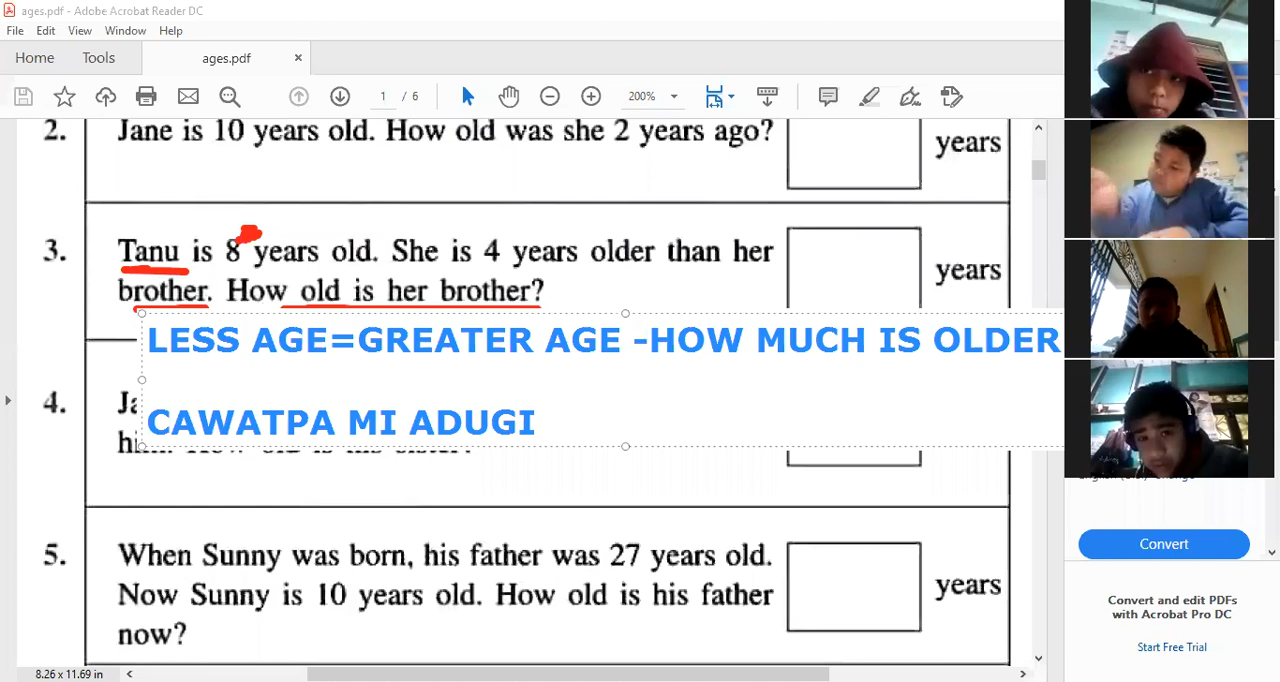 ages.pdf - Adobe Acrobat Reader DC
File Edit View Window Help
Home Tools ages.pdf ×
1 / 6 200%
2. Jane is 10 years old. How old was she 2 years ago? years
3. Tanu is 8 years old. She is 4 years older than her years
brother. How old is her brother?
LESS AGE=GREATER AGE -HOW MUCH IS OLDER
4.
CAWATPA MI ADUGI
5. When Sunny was born, his father was 27 years old.
Now Sunny is 10 years old. How old is his father years
now?
Convert
Convert and edit PDFs
with Acrobat Pro DC
Start Free Trial
8.26 x 11.69 in